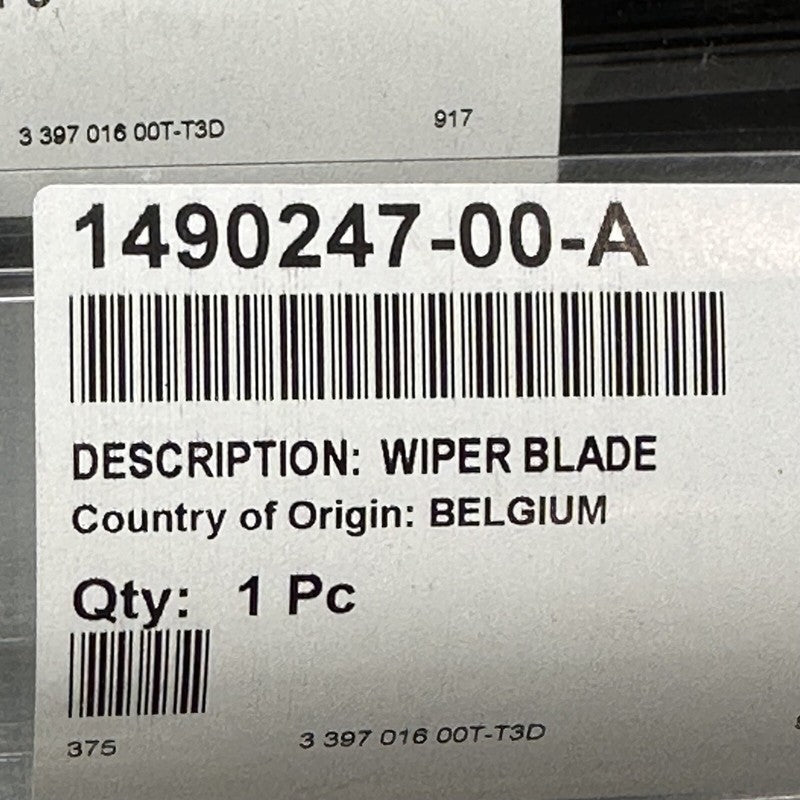 3 397 016 00T-T3D 917
1490247-00-A
DESCRIPTION: WIPER BLADE
Country of Origin: BELGIUM
Qty: 1 Pc
375 3 397 016 00T-T3D